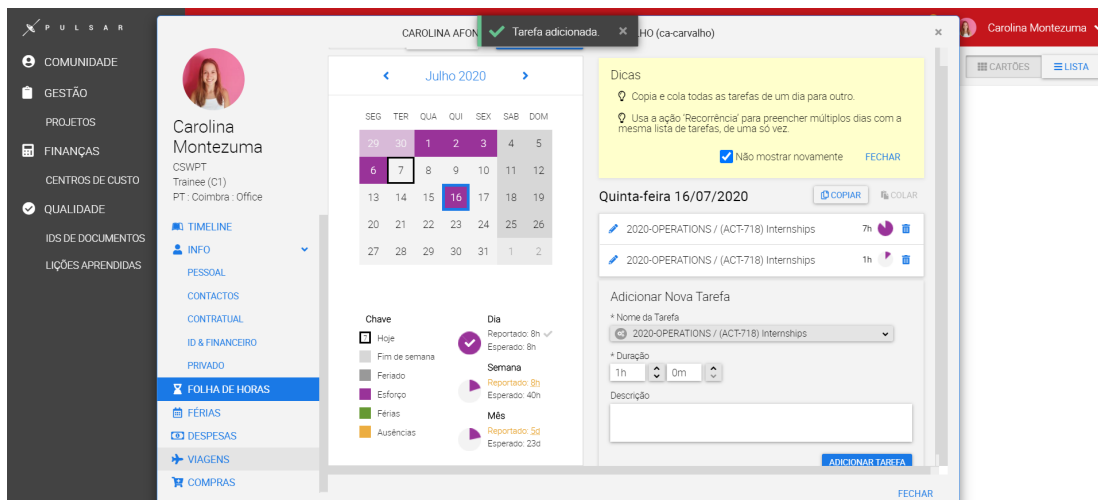 PULSAR
COMUNIDADE
GESTÃO
PROJETOS
FINANÇAS
CENTROS DE CUSTO
QUALIDADE
IDS DE DOCUMENTOS
LIÇÕES APRENDIDAS
CAROLINA AFON
Tarefa adicionada.
LHO (ca-carvalho)
Carolina Montezuma
CARTÕES
LISTA
Carolina
Montezuma
CSWPT
Trainee (C1)
PT : Coimbra : Office
TIMELINE
INFO
PESSOAL
CONTACTOS
CONTRATUAL
ID & FINANCEIRO
PRIVADO
FOLHA DE HORAS
FÉRIAS
DESPESAS
VIAGENS
COMPRAS
Julho 2020
SEG TER QUA QUI SEX SAB DOM
29 30 1 2 3 4 5
6 7 8 9 10 11 12
13 14 15 16 17 18 19
20 21 22 23 24 25 26
27 28 29 30 31 1 2
Chave
7 Hoje
Fim de semana
Feriado
Esforço
Férias
Ausências
Dia
Reportado: 8h
Esperado: 8h
Semana
Reportado: 8h
Esperado: 40h
Mês
Reportado: 5d
Esperado: 23d
Dicas
Copia e cola todas as tarefas de um dia para outro.
Usa a ação 'Recorrência' para preencher múltiplos dias com a
mesma lista de tarefas, de uma só vez.
Não mostrar novamente FECHAR
Quinta-feira 16/07/2020
COPIAR
COLAR
2020-OPERATIONS / (ACT-718) Internships 7h
2020-OPERATIONS / (ACT-718) Internships 1h
Adicionar Nova Tarefa
* Nome da Tarefa
2020-OPERATIONS / (ACT-718) Internships
* Duração
1h 0m
Descrição
ADICIONAR TAREFA
FECHAR